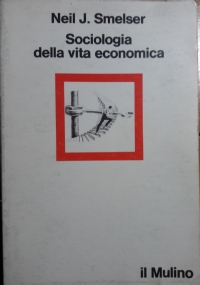 Neil J. Smelser
Sociologia
della vita economica
il Mulino